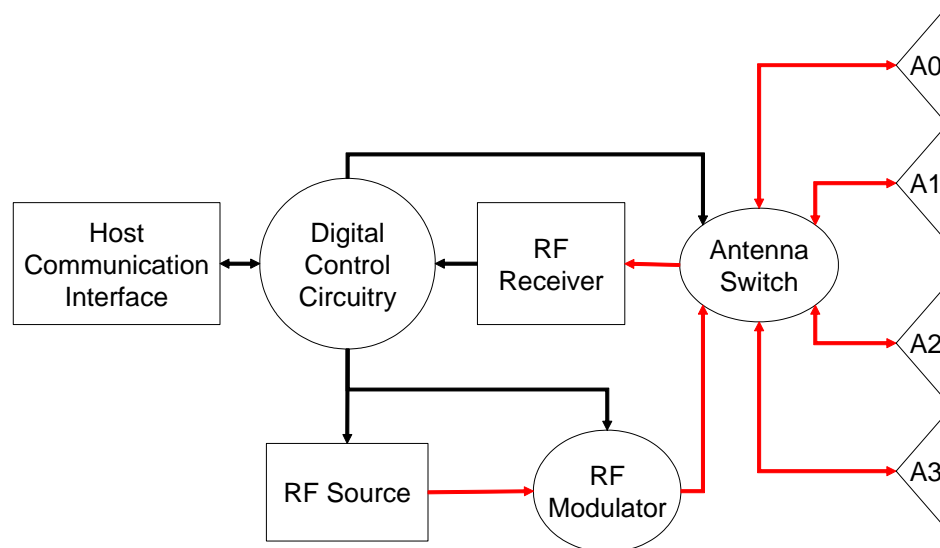 A0
A1
Host
Communication
Interface
Digital
Control
Circuitry
RF
Receiver
Antenna
Switch
A2
RF Source
RF
Modulator
A3